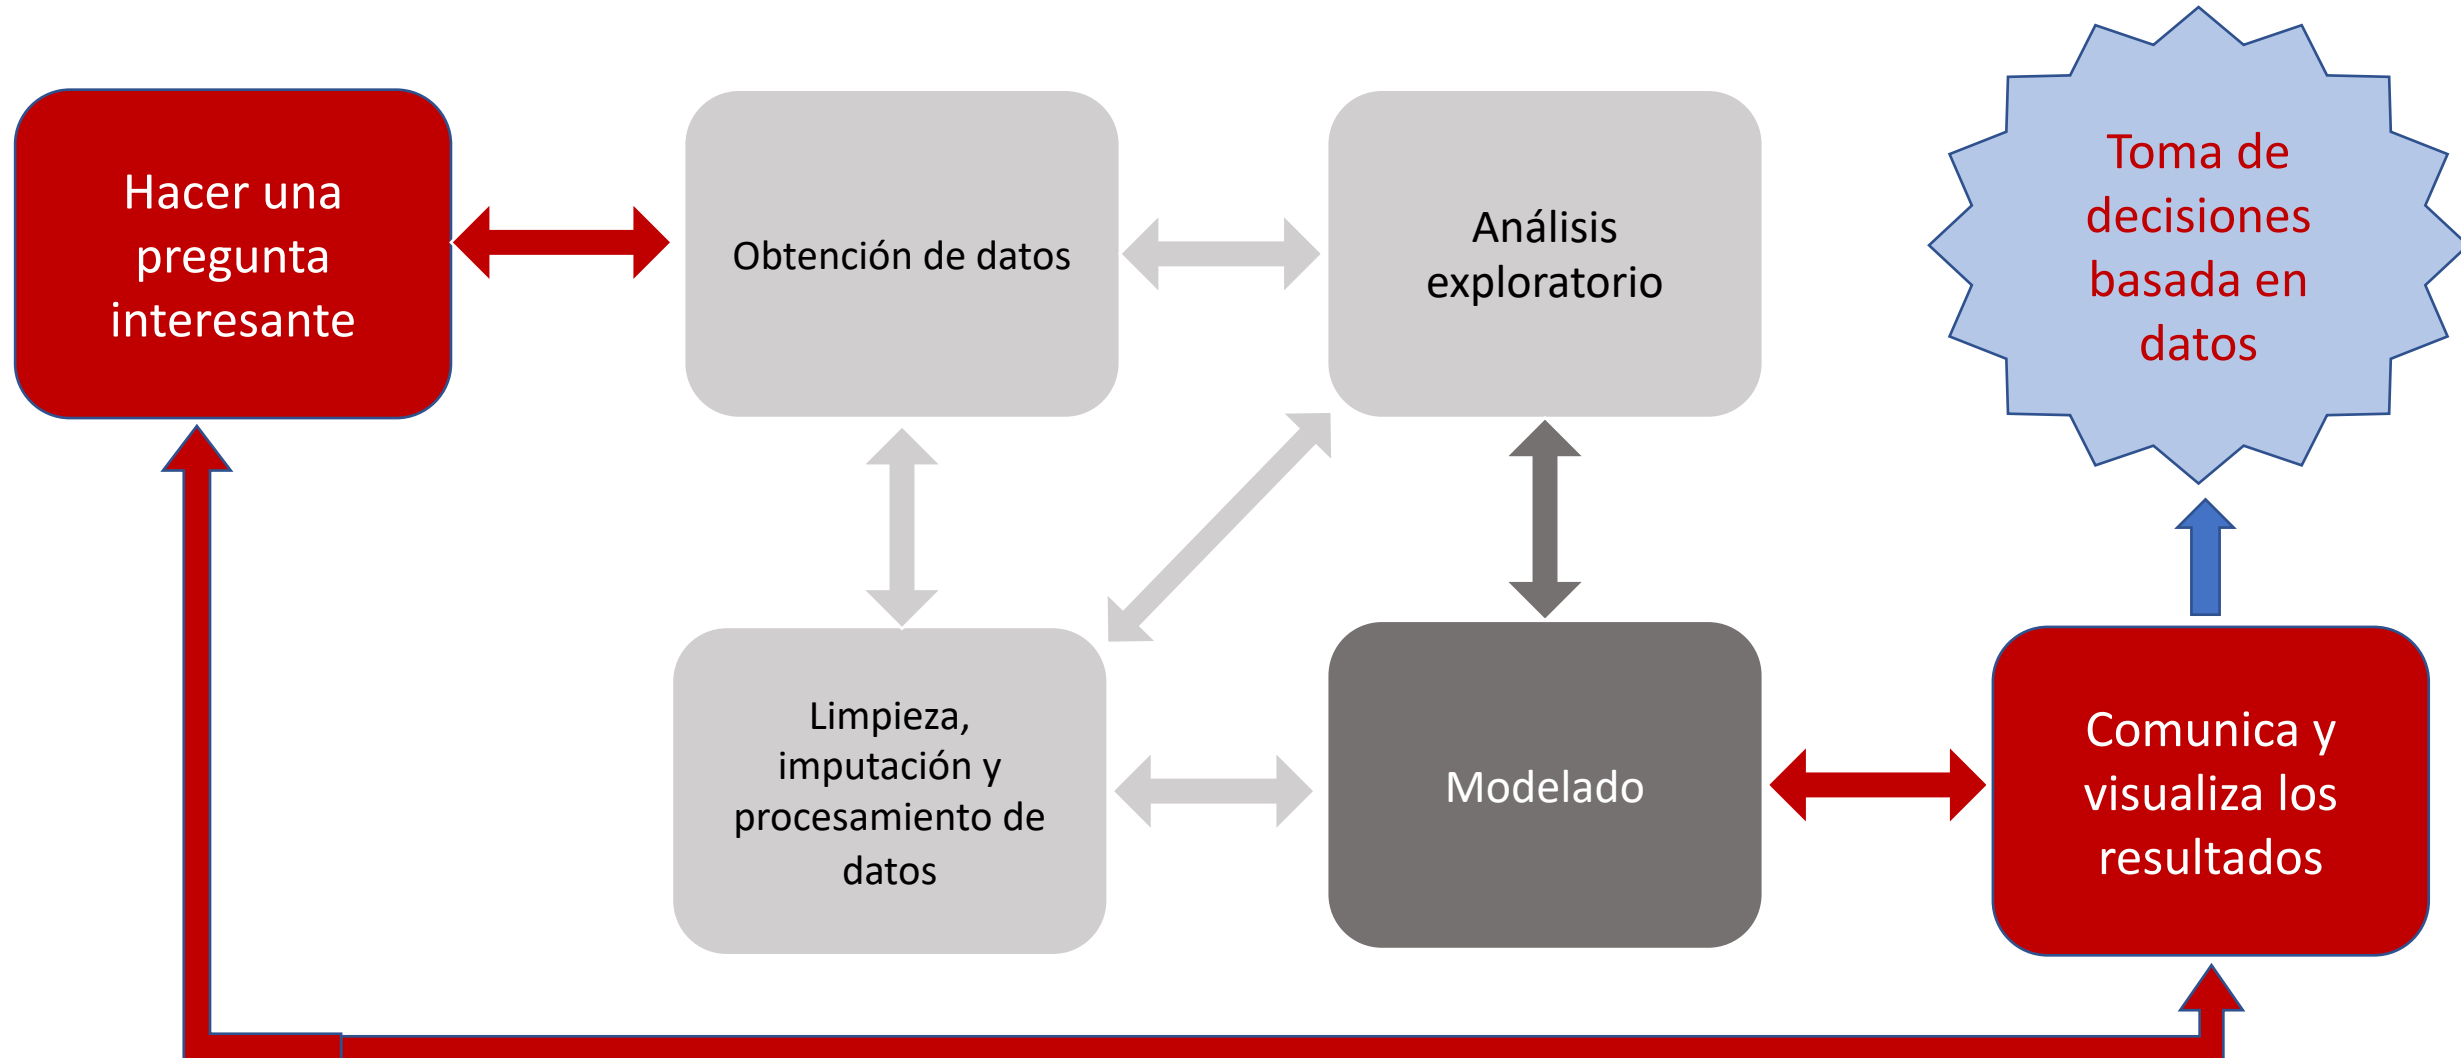 Hacer una
pregunta
interesante
Obtención de datos
Análisis
exploratorio
Toma de
decisiones
basada en
datos
Limpieza,
imputación y
procesamiento de
datos
Modelado
Comunica y
visualiza los
resultados